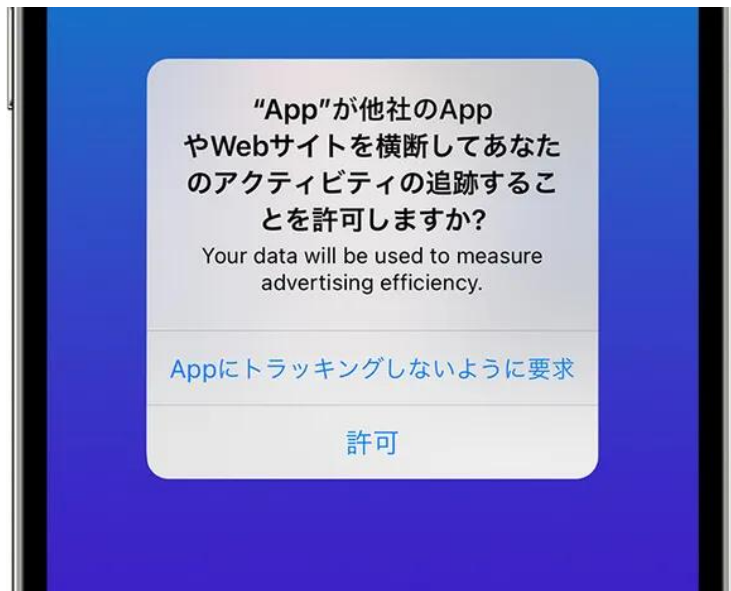 “App”が他社のApp
やWebサイトを横断してあなた
のアクティビティの追跡するこ
とを許可しますか?
Your data will be used to measure
advertising efficiency.
Appにトラッキングしないように要求
許可